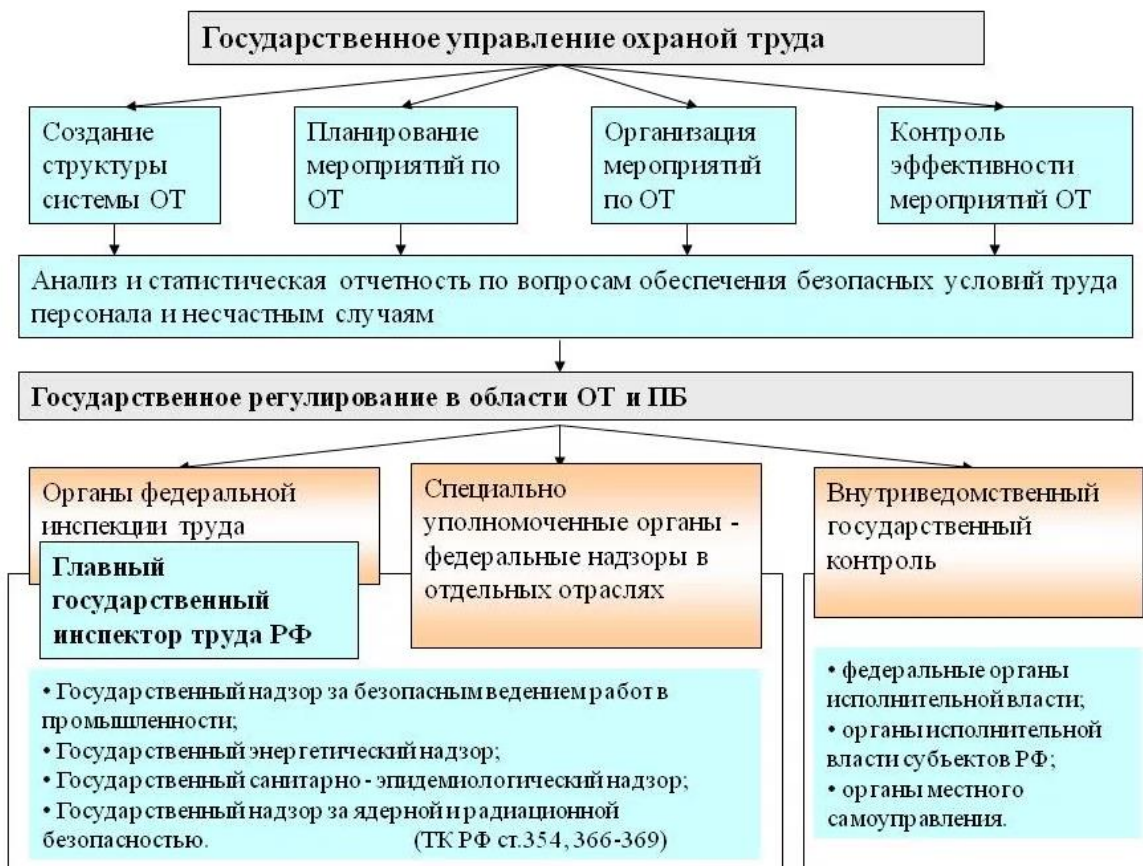 Государственное управление охраной труда
Создание
структуры
системы ОТ
Планирование
мероприятий по
ОТ
Организация
мероприятий
по ОТ
Контроль
эффективности
мероприятий ОТ
Анализ и статистическая отчетность по вопросам обеспечения безопасных условий труда
персонала и несчастным случаям
Государственное регулирование в области ОТ и ПБ
Органы федеральной
инспекции труда
Главный
государственный
инспектор труда РФ
Специально
уполномоченные органы -
федеральные надзоры в
отдельных отраслях
Внутриведомственный
государственный
контроль
• Государственный надзор за безопасным ведением работ в
промышленности;
• Государственный энергетический надзор;
• Государственный санитарно - эпидемиологический надзор;
• Государственный надзор за ядерной и радиационной
безопасностью. (ТК РФ ст.354, 366-369)
• федеральные органы
исполнительной власти;
• органы исполнительной
власти субъектов РФ;
• органы местного
самоуправления.